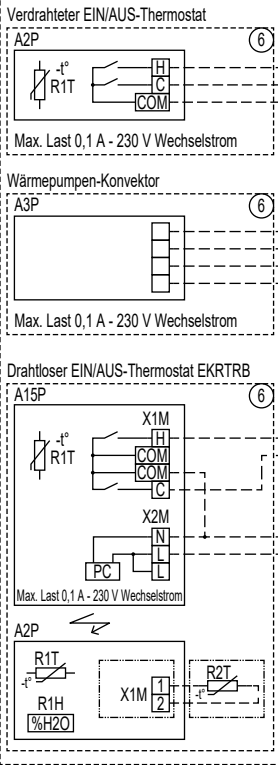 Verdrahteter EIN/AUS-Thermostat
A2P
6
-t°
R1T
H
C
COM
Max. Last 0,1 A - 230 V Wechselstrom
Wärmepumpen-Konvektor
A3P
6
Max. Last 0,1 A - 230 V Wechselstrom
Drahtloser EIN/AUS-Thermostat EKRTRB
A15P
6
X1M
-t°
R1T
H
COM
COM
C
X2M
N
L
L
PC
Max. Last 0,1 A - 230 V Wechselstrom
A2P
R1T
-t°
R1H
%H2O
X1M
1
2
R2T
-t°